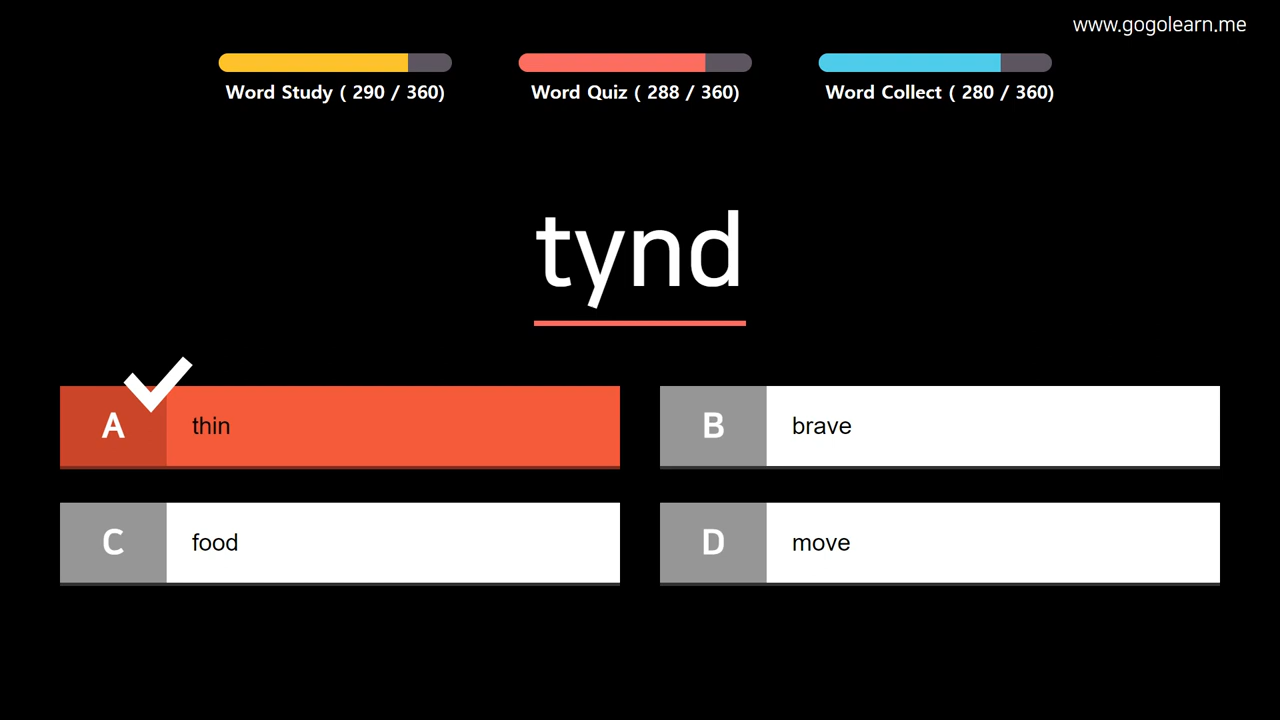 www.gogolearn.me
Word Study ( 290 / 360)
Word Quiz ( 288 / 360)
Word Collect ( 280 / 360)
tynd
A thin
B brave
C food
D move